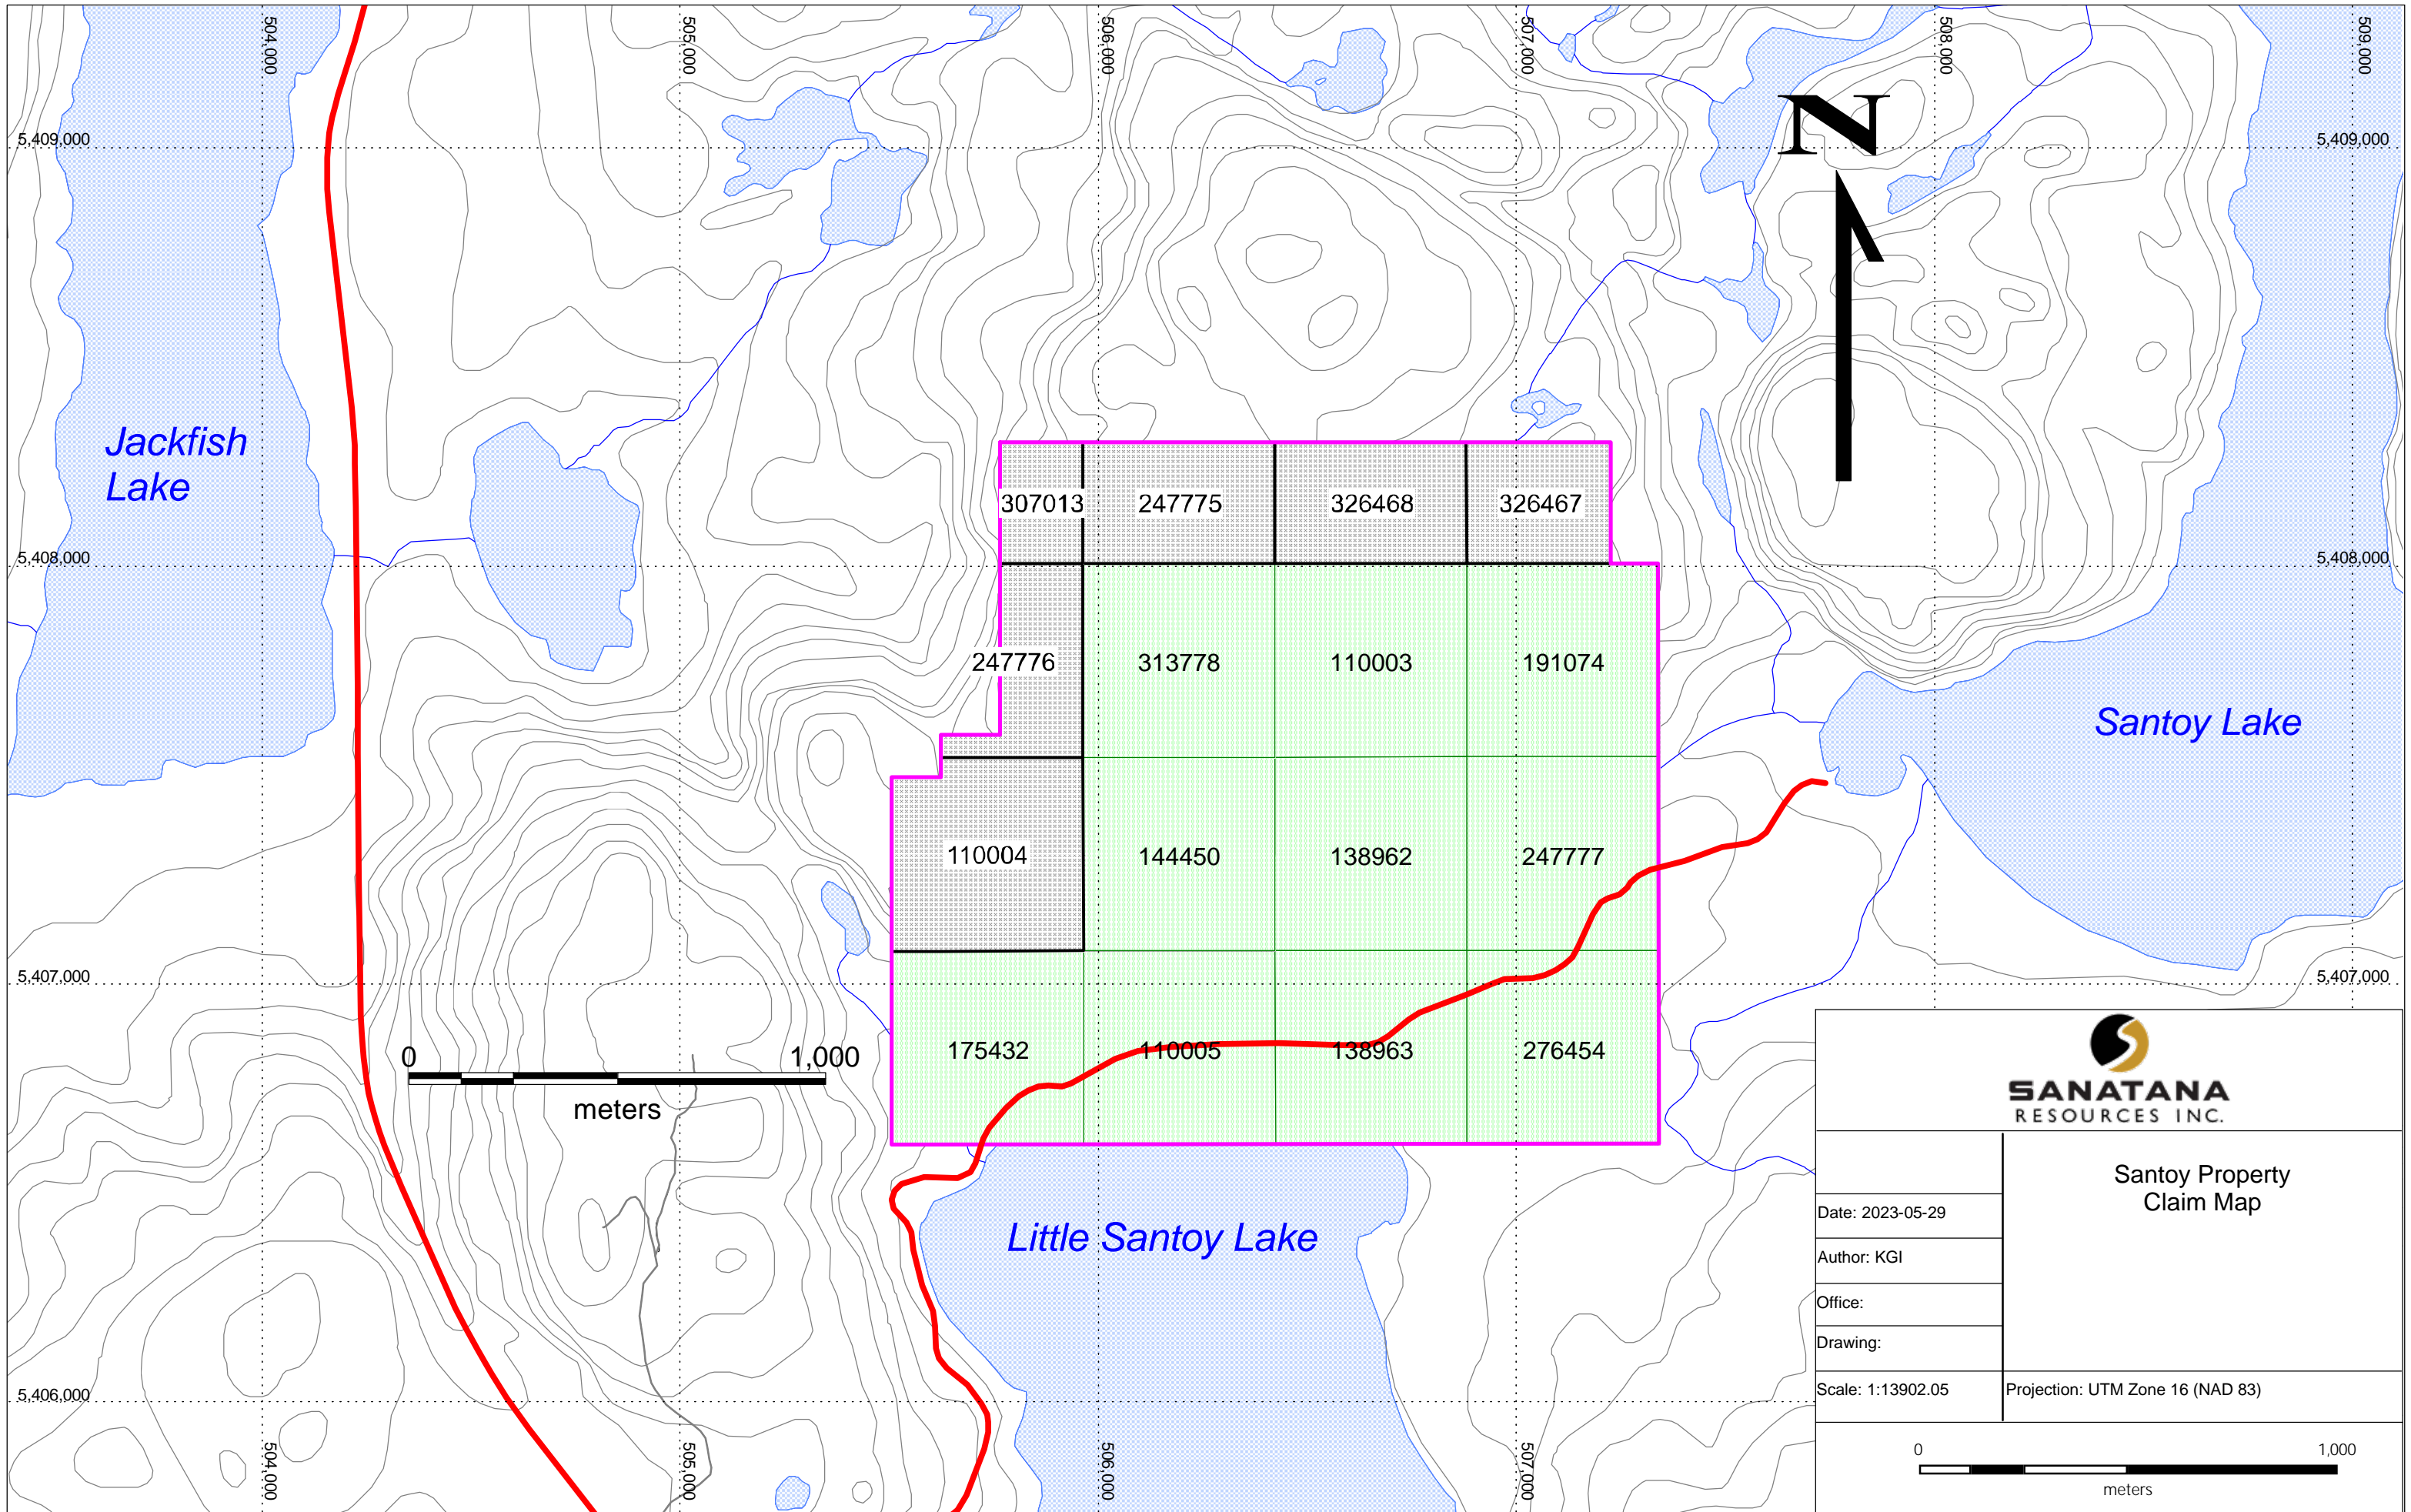 504,000
505,000
506,000
507,000
508,000
509,000
N
5,409,000
5,409,000
Jackfish
Lake
307013
247775
326468
326467
5,408,000
5,408,000
247776
313778
110003
191074
Santoy Lake
110004
144450
138962
247777
5,407,000
5,407,000
175432
110005
138963
276454
0
1,000
meters
Little Santoy Lake
5,406,000
504,000
505,000
506,000
507,000
SANATANA
RESOURCES INC.
Santoy Property
Claim Map
Date: 2023-05-29
Author: KGI
Office:
Drawing:
Scale: 1:13902.05
Projection: UTM Zone 16 (NAD 83)
0
1,000
meters